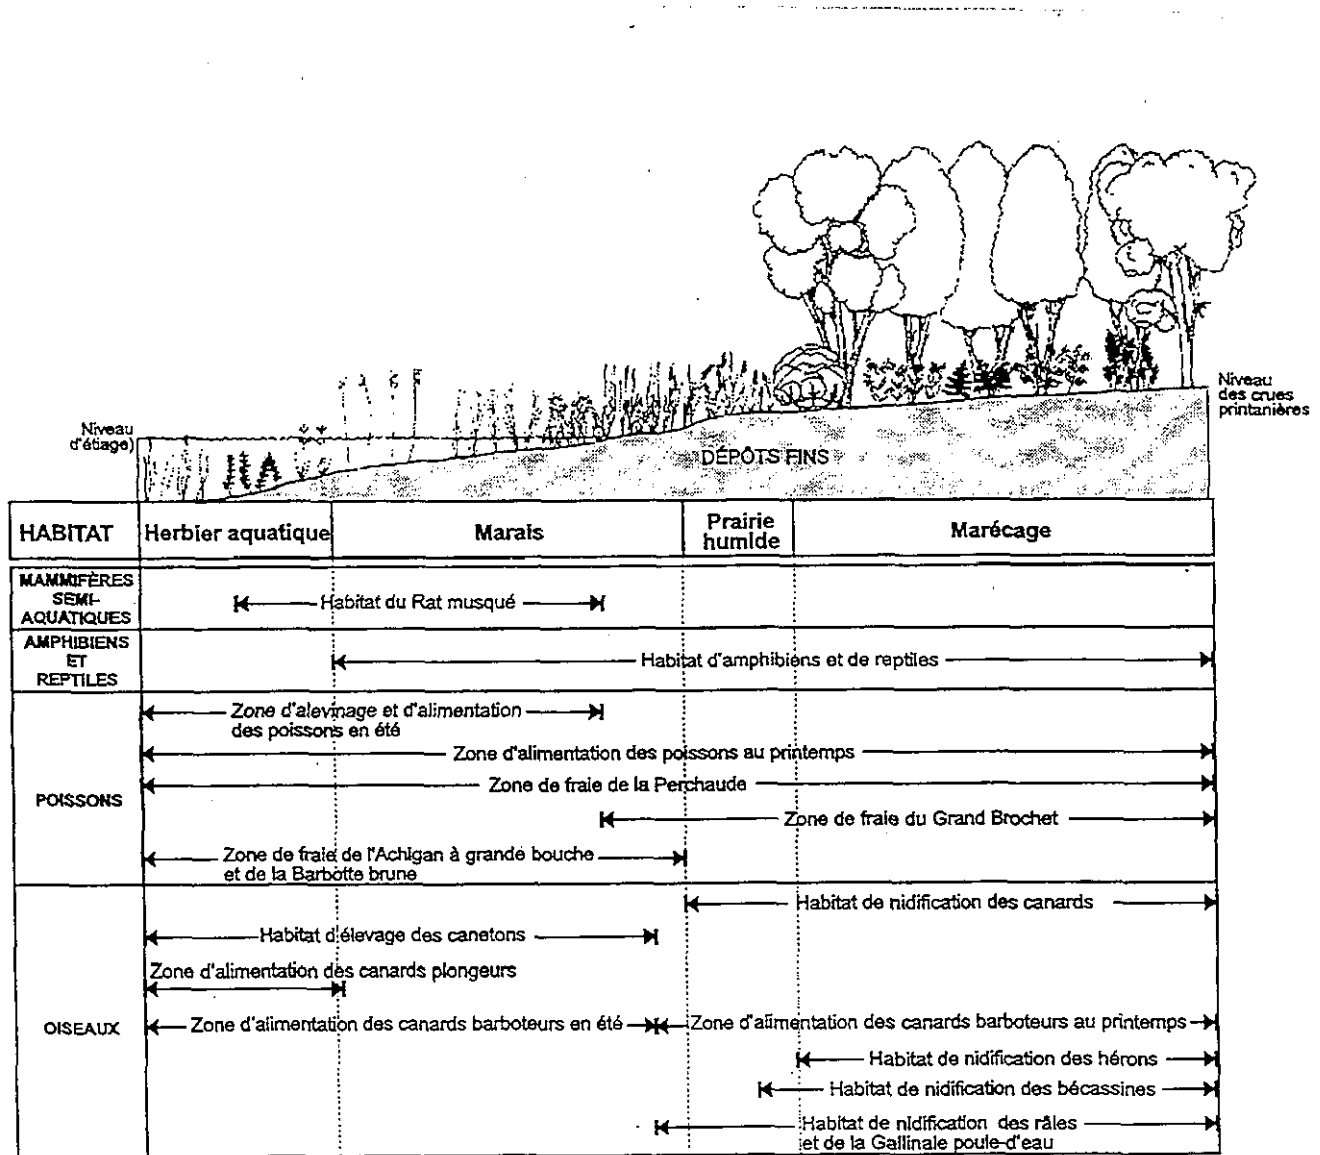 Niveau
des crues
printanières
Niveau
d'étiage)
DÉPÔTS FINS
HABITAT
Herbier aquatique
Marais
Prairie
humide
Marécage
MAMMIFÈRES
SEMI-
AQUATIQUES
Habitat du Rat musqué
AMPHIBIENS
ET
REPTILES
Habitat d'amphibiens et de reptiles
POISSONS
Zone d'alevinage et d'alimentation
des poissons en été
Zone d'alimentation des poissons au printemps
Zone de fraie de la Perchaude
Zone de fraie du Grand Brochet
Zone de fraie de l'Achigan à grande bouche
et de la Barbotte brune
OISEAUX
Habitat de nidification des canards
Habitat d'élevage des canetons
Zone d'alimentation des canards plongeurs
Zone d'alimentation des canards barboteurs en été
Zone d'alimentation des canards barboteurs au printemps
Habitat de nidification des hérons
Habitat de nidification des bécassines
Habitat de nidification des râles
et de la Gallinale poule-d'eau